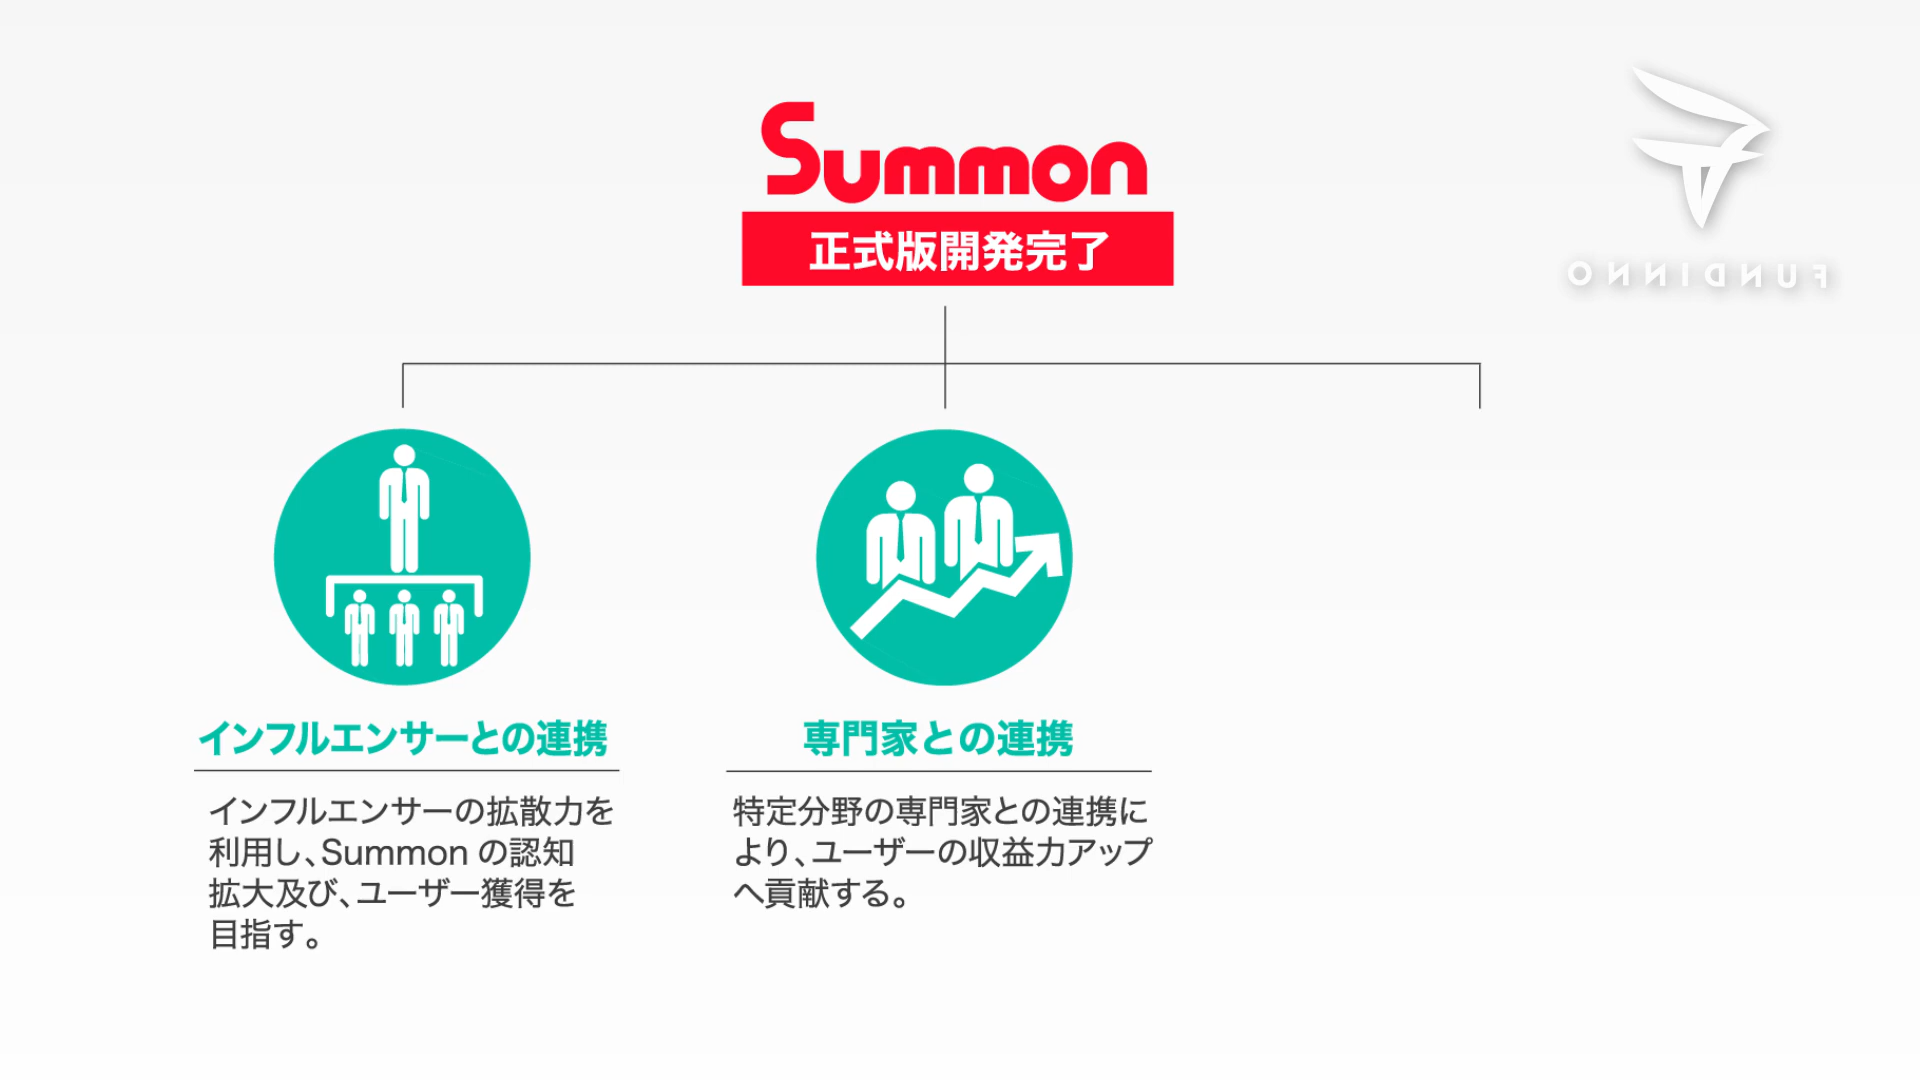 Summon
正式版開発完了
FUNDINNO
インフルエンサーとの連携
インフルエンサーの拡散力を
利用し、Summon の認知
拡大及び、ユーザー獲得を
目指す。
専門家との連携
特定分野の専門家との連携に
より、ユーザーの収益力アップ
へ貢献する。